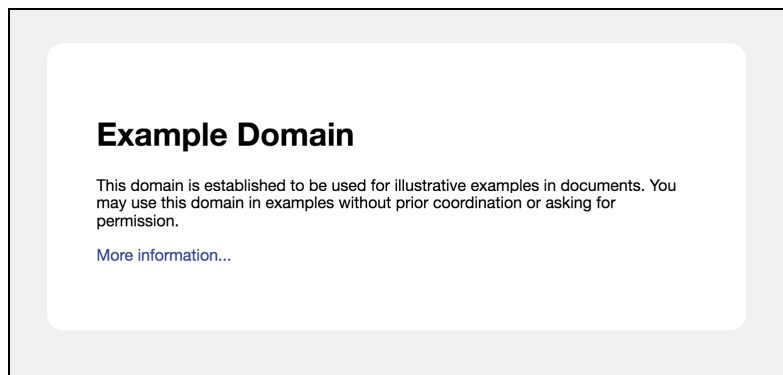 Example Domain
This domain is established to be used for illustrative examples in documents. You
may use this domain in examples without prior coordination or asking for
permission.
More information...